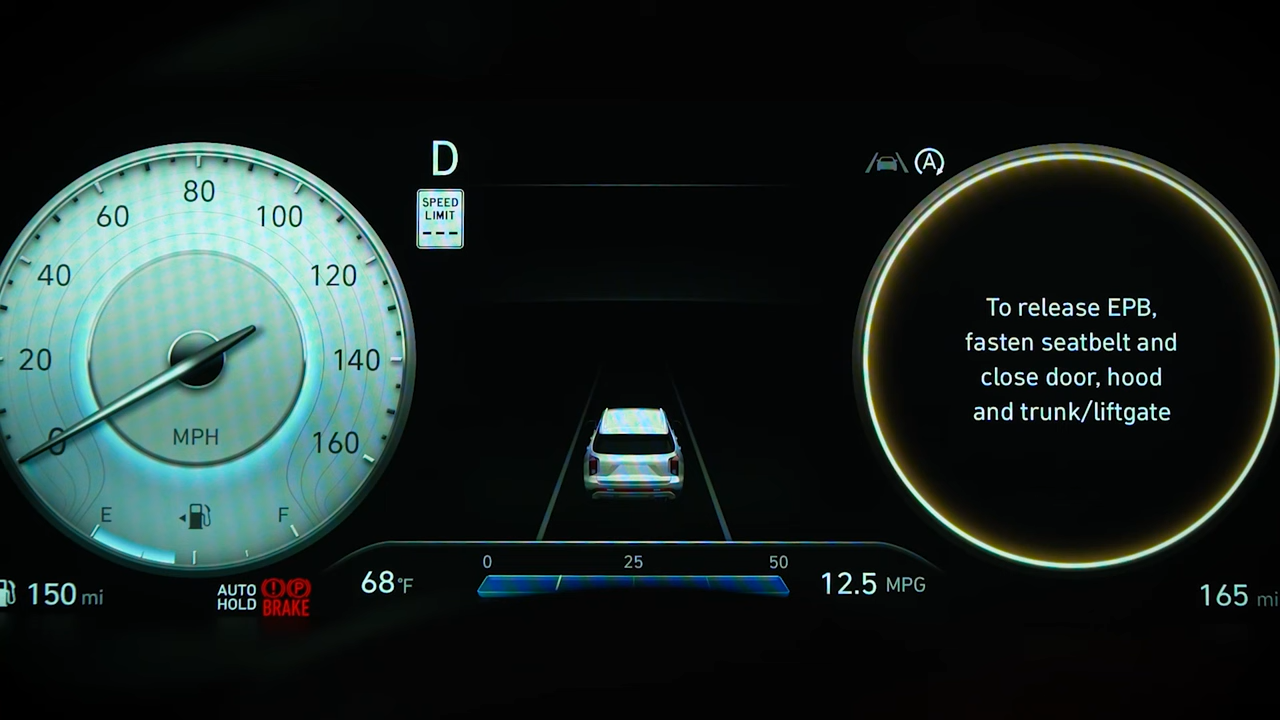 80
60
100
40
120
20
140
0
160
MPH
E
F
150 mi
AUTO
HOLD
BRAKE
P
D
SPEED
LIMIT
---
68°F
0
25
50
12.5 MPG
A
To release EPB,
fasten seatbelt and
close door, hood
and trunk/liftgate
165 mi